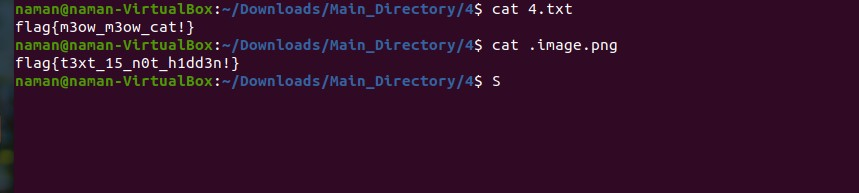 naman@naman-VirtualBox:~/Downloads/Main_Directory/4$ cat 4.txt
flag{m3ow_m3ow_cat!}
naman@naman-VirtualBox:~/Downloads/Main_Directory/4$ cat .image.png
flag{t3xt_15_n0t_h1dd3n!}
naman@naman-VirtualBox:~/Downloads/Main_Directory/4$ S